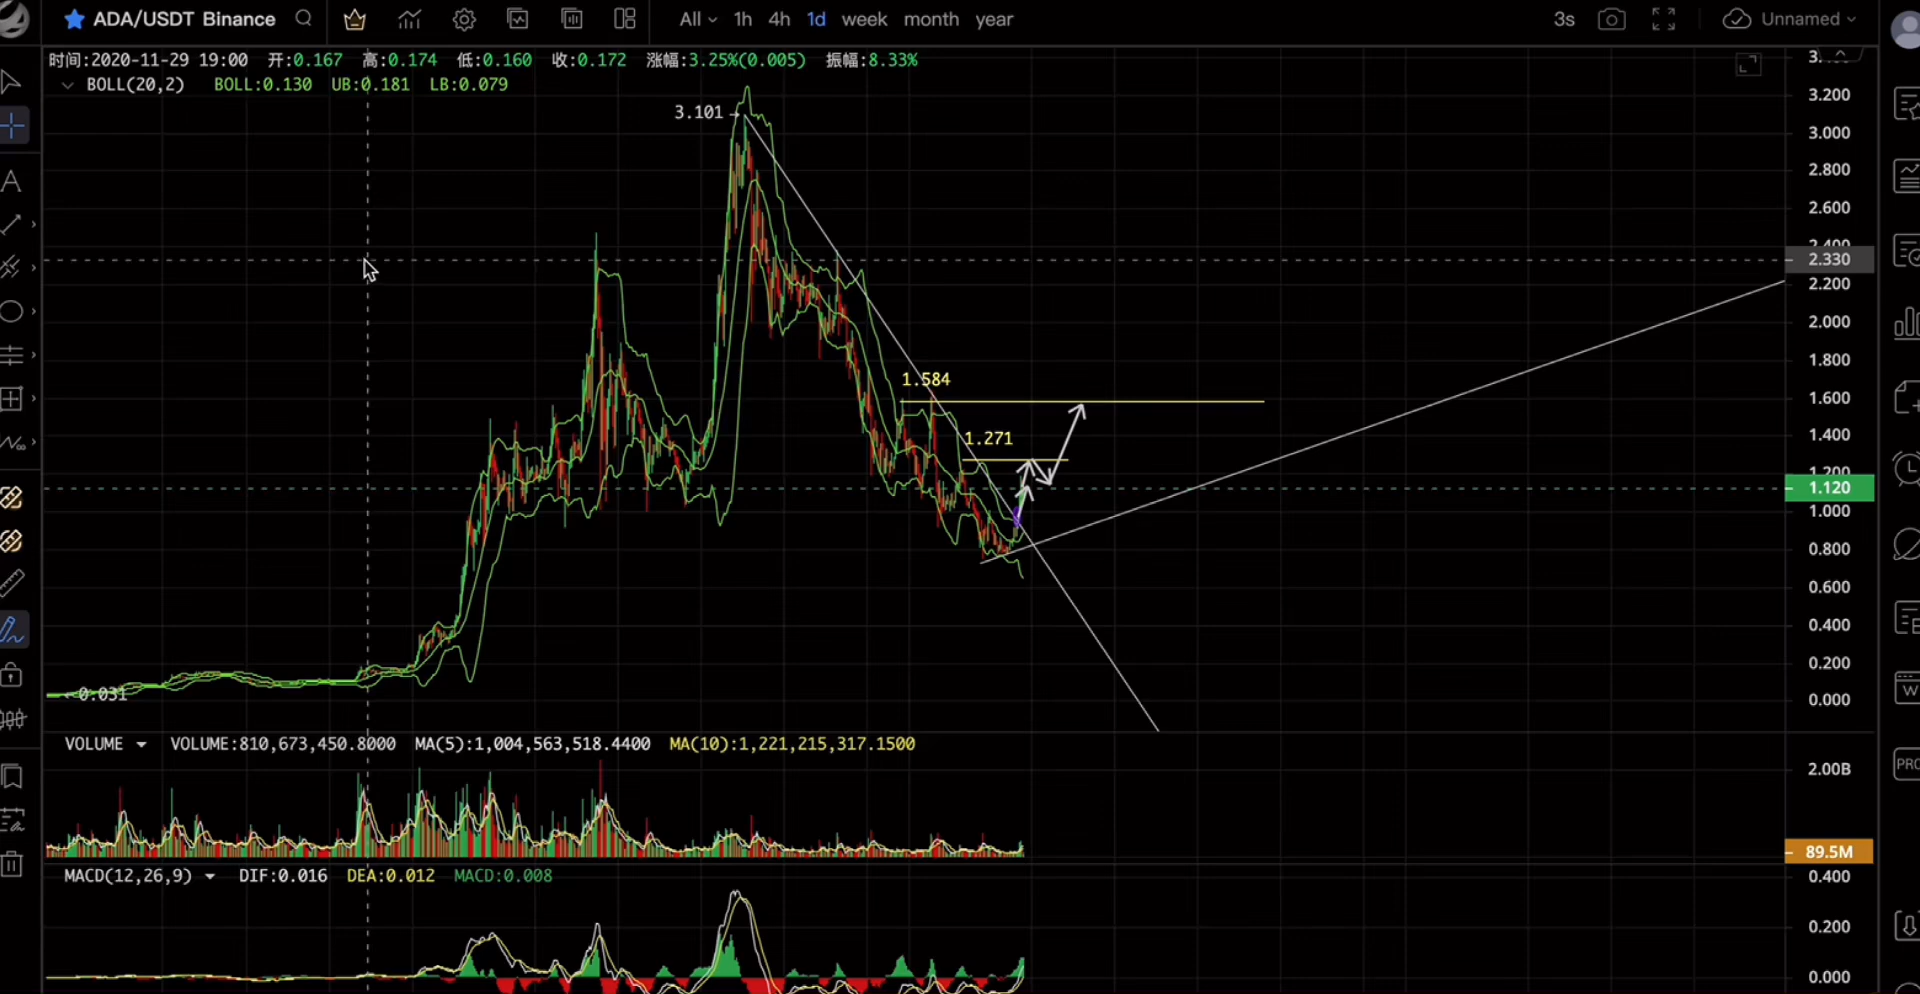 ADA/USDT Binance All 1h 4h 1d week month year 3s Unnamed
时间:2020-11-29 19:00 开:0.167 高:0.174 低:0.160 收:0.172 涨幅:3.25%(0.005) 振幅:8.33%
BOLL(20,2) BOLL:0.130 UB:0.181 LB:0.079
3.200
3.101
3.000
2.800
2.600
2.400
2.330
2.200
2.000
1.800
1.584
1.600
1.400
1.271
1.200
1.120
1.000
0.800
0.600
0.400
0.200
0.031
0.000
VOLUME VOLUME:810,673,450.8000 MA(5):1,004,563,518.4400 MA(10):1,221,215,317.1500
2.00B
89.5M
MACD(12,26,9) DIF:0.016 DEA:0.012 MACD:0.008
0.400
0.200
0.000
A
W
PRO